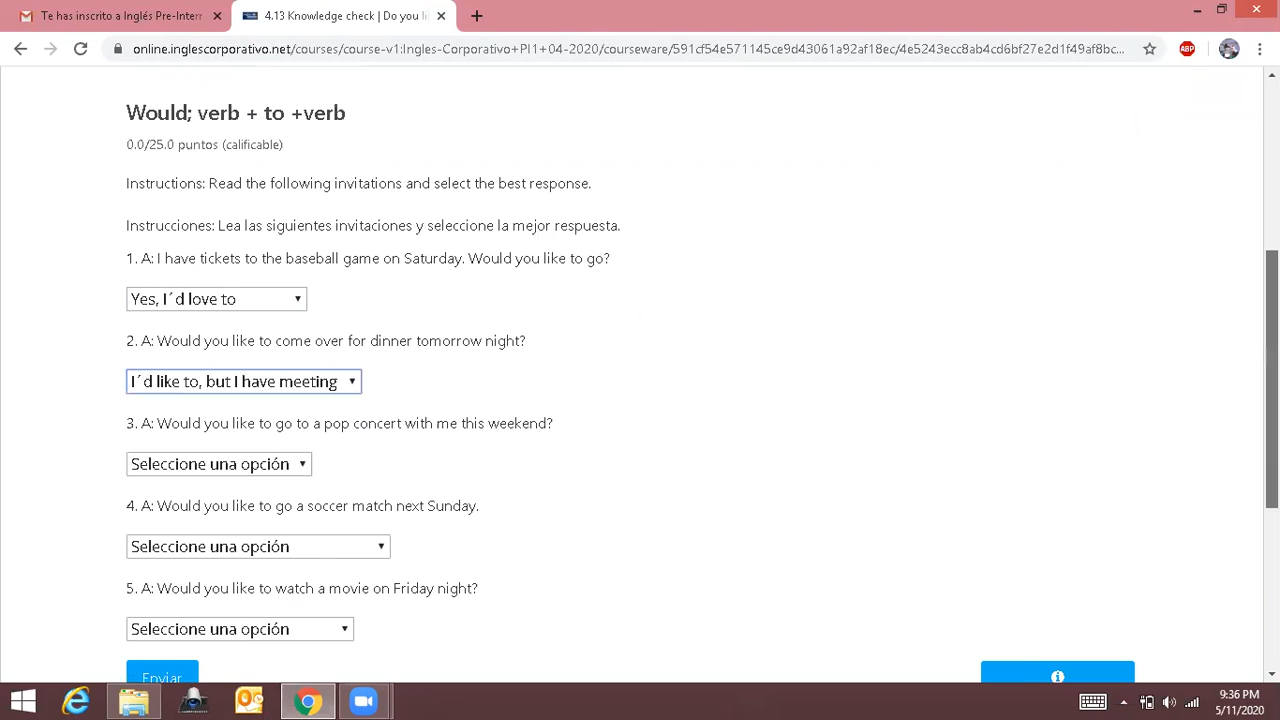 Te has inscrito a Inglés Pre-Interr
4.13 Knowledge check | Do you li
online.inglescorporativo.net/courses/course-v1:Ingles-Corporativo+PI1+04-2020/courseware/591cf54e571145ce9d43061a92af18ec/4e5243ecc8ab4cd6bf27e2d1f49af8bc...
ABP
Would; verb + to +verb
0.0/25.0 puntos (calificable)
Instructions: Read the following invitations and select the best response.
Instrucciones: Lea las siguientes invitaciones y seleccione la mejor respuesta.
1. A: I have tickets to the baseball game on Saturday. Would you like to go?
Yes, I´d love to
2. A: Would you like to come over for dinner tomorrow night?
I´d like to, but I have meeting
3. A: Would you like to go to a pop concert with me this weekend?
Seleccione una opción
4. A: Would you like to go a soccer match next Sunday.
Seleccione una opción
5. A: Would you like to watch a movie on Friday night?
Seleccione una opción
Enviar
9:36 PM
5/11/2020